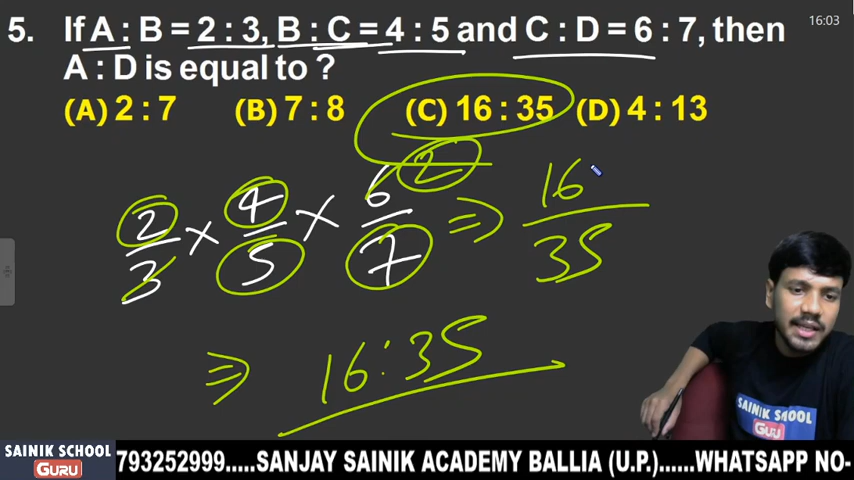 16:03
5. If A : B = 2 : 3, B : C = 4 : 5 and C : D = 6 : 7, then
A : D is equal to ?
(A) 2 : 7 (B) 7 : 8 (C) 16 : 35 (D) 4 : 13
2/3 × 4/5 × 6/7 2 ⇒ 16/35
⇒ 16:35
SAINIK SCHOOL
GURU
SAINIK SCHOOL
GURU
793252999.....SANJAY SAINIK ACADEMY BALLIA (U.P.)......WHATSAPP NO-